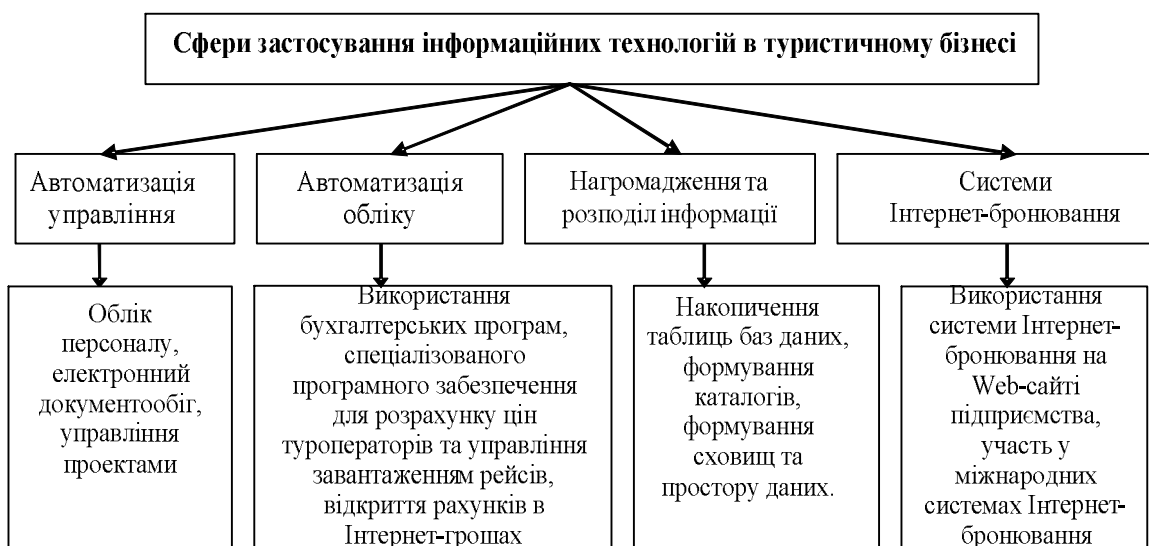 Сфери застосування інформаційних технологій в туристичному бізнесі
Автоматизація
управління
Автоматизація
обліку
Нагромадження та
розподіл інформації
Системи
Інтернет-бронювання
Облік
персоналу,
електронний
документообіг,
управління
проектами
Використання
бухгалтерських програм,
спеціалізованого
програмного забезпечення
для розрахунку цін
туроператорів та управління
завантаженням рейсів,
відкриття рахунків в
Інтернет-грошах
Накопичення
таблиць баз даних,
формування
каталогів,
формування
сховищ та
простору даних.
Використання
системи Інтернет-
бронювання на
Web-сайті
підприємства,
участь у
міжнародних
системах Інтернет-
бронювання